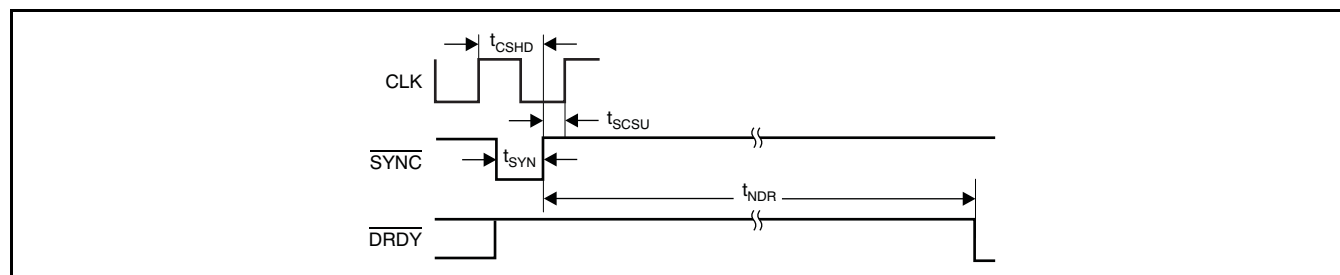 tCSHD
CLK
tSCSU
SYNC
tSYN
tNDR
DRDY